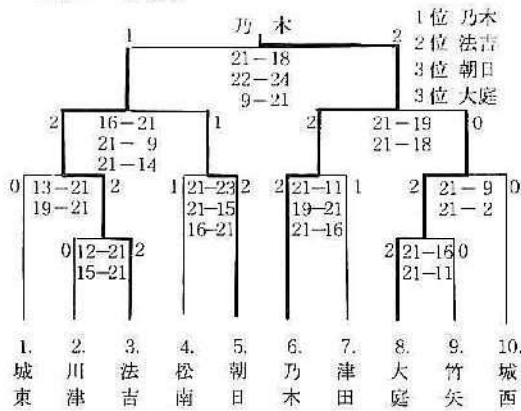 乃木
1位 乃木
2位 法吉
3位 朝日
3位 大庭
1 2
21-18
22-24
9-21
2 1 2 0
16-21
21-9
21-14
21-19
21-18
0 2 1 2 2 1 2 0
13-21
19-21
21-23
21-15
16-21
21-11
19-21
21-16
21-9
21-2
0 2 2 0
12-21
15-21
21-16
21-11
1. 2. 3. 4. 5. 6. 7. 8. 9. 10.
城東
川津
法吉
松南
朝日
乃木
津田
大庭
竹矢
城西